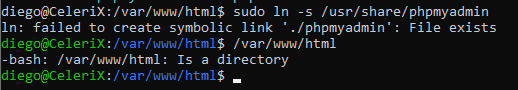 diego@CeleriX:/var/www/html$ sudo ln -s /usr/share/phpmyadmin
ln: failed to create symbolic link './phpmyadmin': File exists
diego@CeleriX:/var/www/html$ /var/www/html
-bash: /var/www/html: Is a directory
diego@CeleriX:/var/www/html$